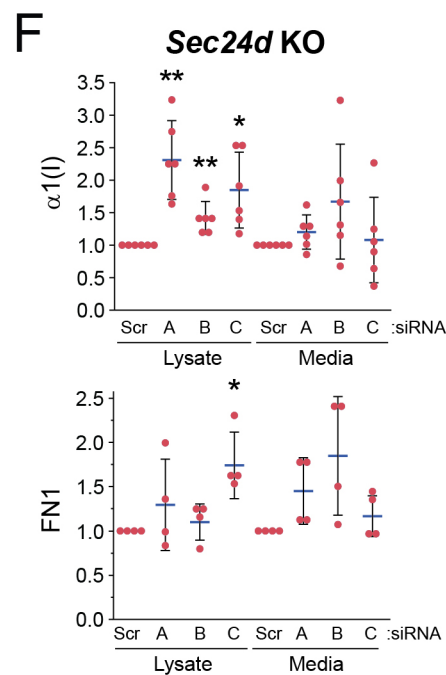 F
Sec24d KO
α1(I)
3.5
3.0
2.5
2.0
1.5
1.0
0.5
0.0
** ** *
Scr A B C Scr A B C :siRNA
Lysate Media
FN1
2.5
2.0
1.5
1.0
0.5
0.0
*
Scr A B C Scr A B C :siRNA
Lysate Media